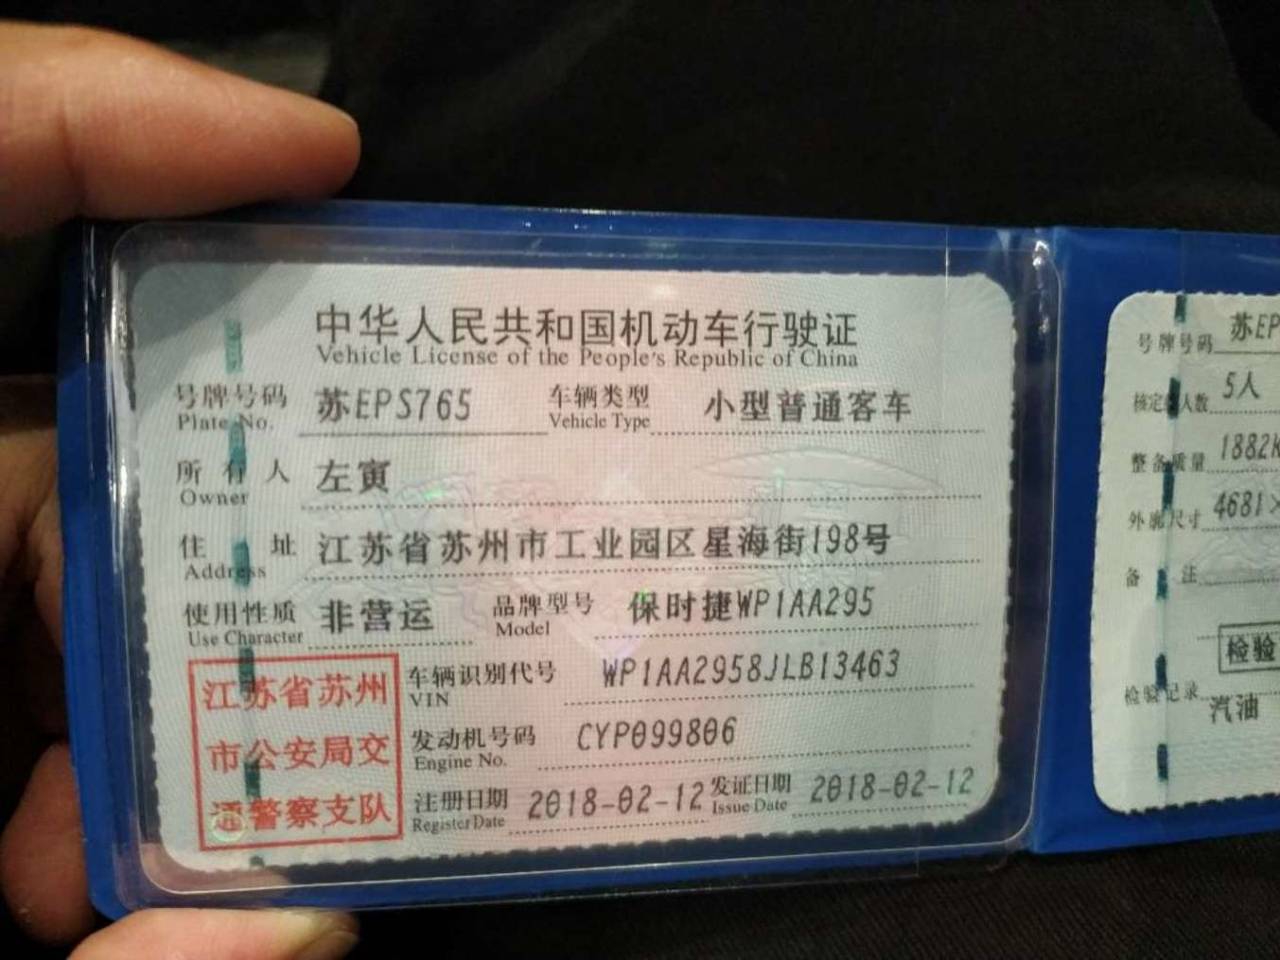 中华人民共和国机动车行驶证
Vehicle License of the People's Republic of China
号牌号码 苏EPS765 车辆类型 小型普通客车
Plate No. Vehicle Type
所有人 左寅
Owner
住址 江苏省苏州市工业园区星海街198号
Address
使用性质 非营运 品牌型号 保时捷WP1AA295
Use Character Model
江苏省苏州
市公安局交
通警察支队
车辆识别代号 WP1AA2958JLB13463
VIN
发动机号码 CYP099806
Engine No.
注册日期 2018-02-12 发证日期 2018-02-12
Register Date Issue Date
号牌号码 苏EP
核定载人数 5人
整备质量 1882K
外廓尺寸 4681×
备注
检验
检验记录
汽油